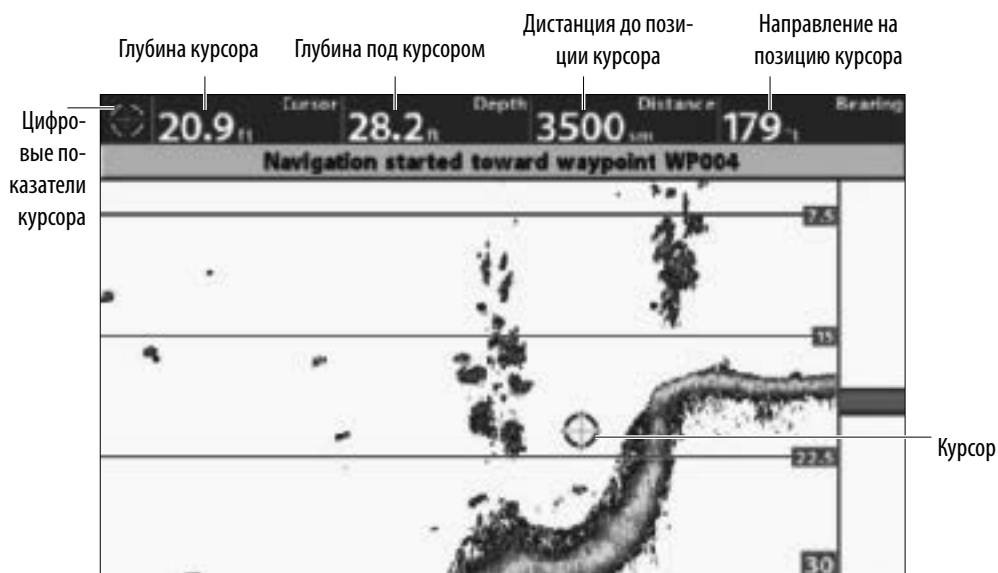 Глубина курсора
Глубина под курсором
Дистанция до пози-
ции курсора
Направление на
позицию курсора
Цифро-
вые по-
казатели
курсора
Cursor Depth Distance Bearing
20.9 ft 28.2 ft 3500 sm 179 °t
Navigation started toward waypoint WP004
7.5
15
Курсор
22.5
30